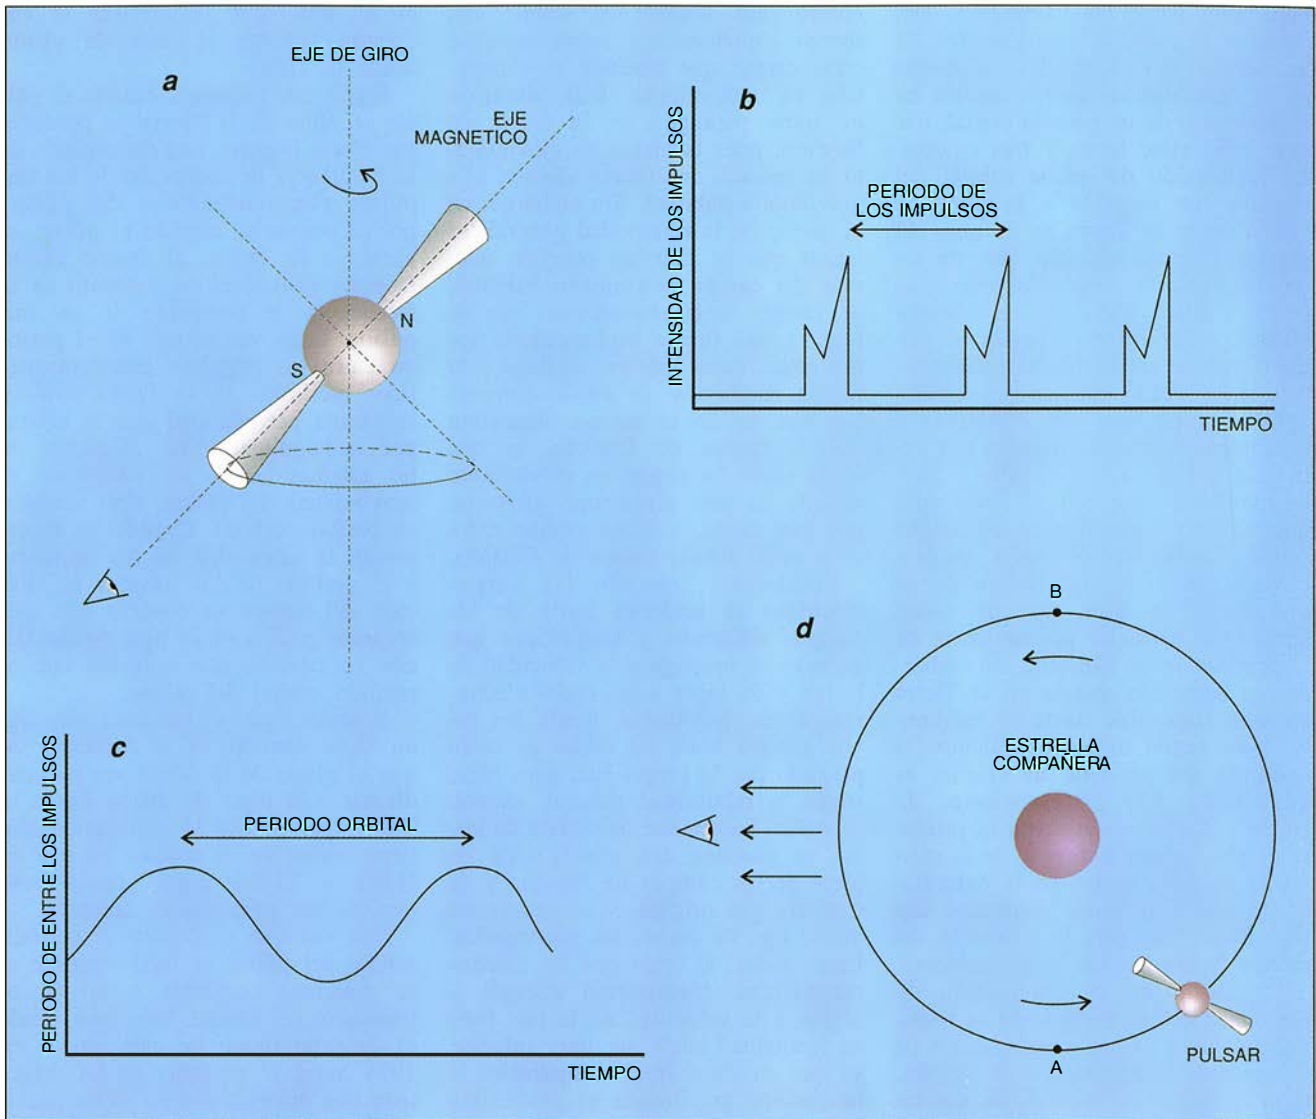 a
EJE DE GIRO
EJE
MAGNETICO
N
S
b
INTENSIDAD DE LOS IMPULSOS
PERIODO DE
LOS IMPULSOS
TIEMPO
c
PERIODO DE ENTRE LOS IMPULSOS
PERIODO ORBITAL
TIEMPO
d
B
ESTRELLA
COMPAÑERA
PULSAR
A